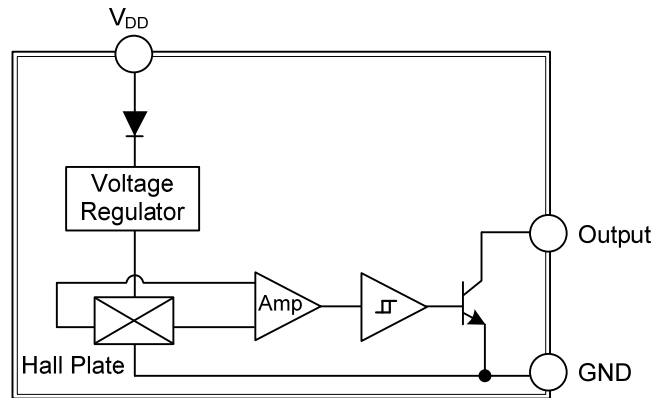 VDD
Voltage
Regulator
Output
Amp
Hall Plate
GND